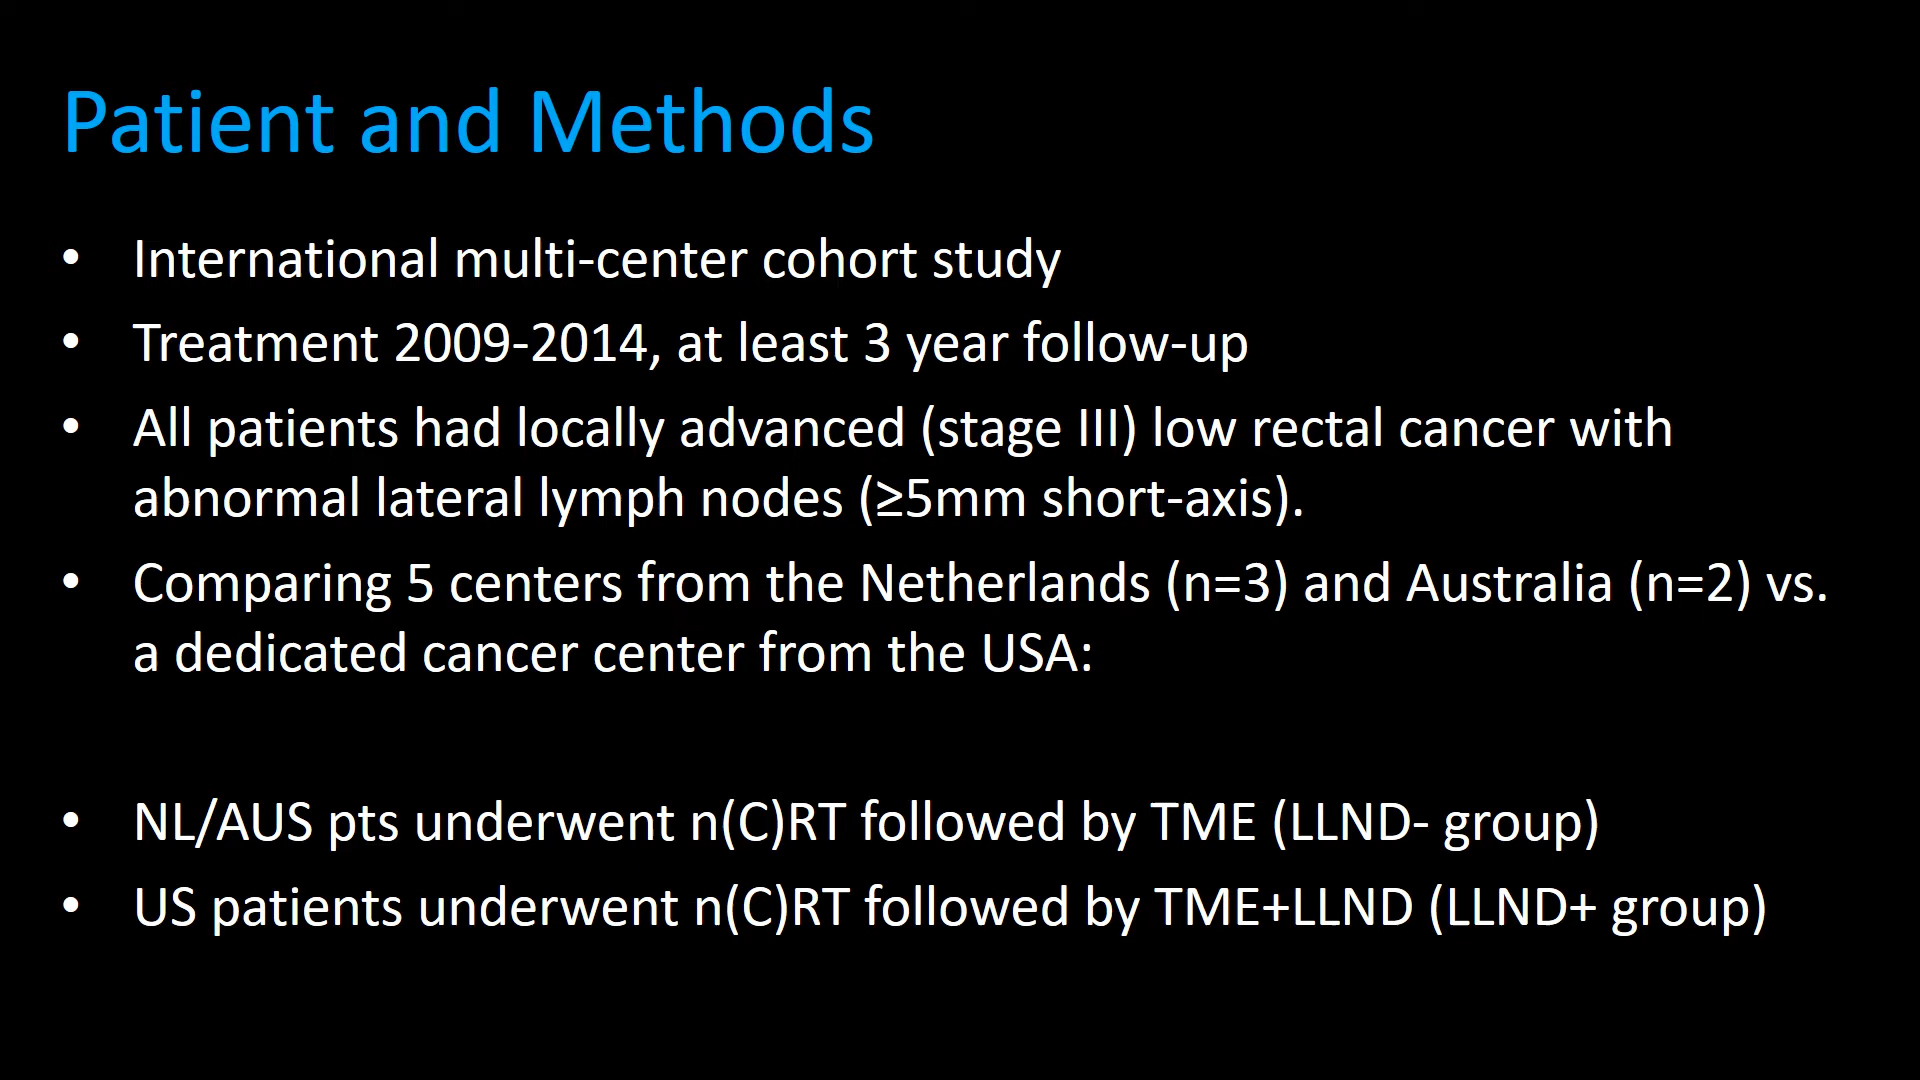 Patient and Methods
• International multi-center cohort study
• Treatment 2009-2014, at least 3 year follow-up
• All patients had locally advanced (stage III) low rectal cancer with
abnormal lateral lymph nodes (≥5mm short-axis).
• Comparing 5 centers from the Netherlands (n=3) and Australia (n=2) vs.
a dedicated cancer center from the USA:
• NL/AUS pts underwent n(C)RT followed by TME (LLND- group)
• US patients underwent n(C)RT followed by TME+LLND (LLND+ group)